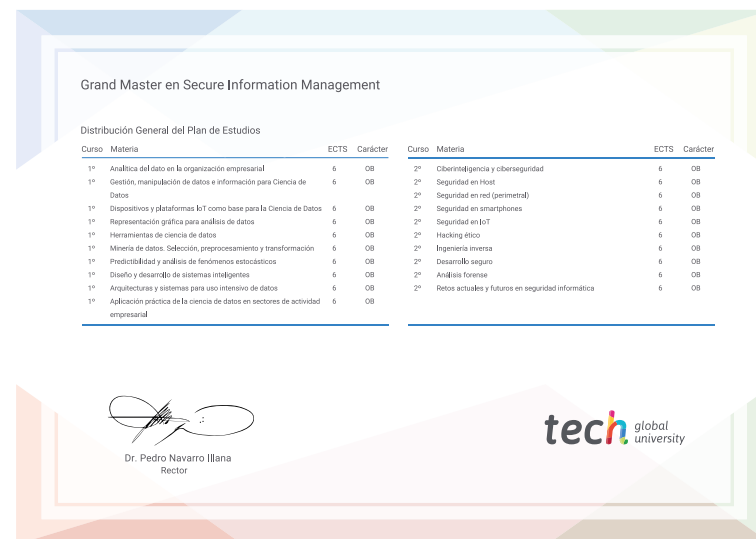 Grand Master en Secure Information Management
Distribución General del Plan de Estudios
Curso Materia ECTS Carácter
1º Analítica del dato en la organización empresarial 6 OB
1º Gestión, manipulación de datos e información para Ciencia de 6 OB
Datos
1º Dispositivos y plataformas IoT como base para la Ciencia de Datos 6 OB
1º Representación gráfica para análisis de datos 6 OB
1º Herramientas de ciencia de datos 6 OB
1º Minería de datos. Selección, preprocesamiento y transformación 6 OB
1º Predictibilidad y análisis de fenómenos estocásticos 6 OB
1º Diseño y desarrollo de sistemas inteligentes 6 OB
1º Arquitecturas y sistemas para uso intensivo de datos 6 OB
1º Aplicación práctica de la ciencia de datos en sectores de actividad 6 OB
empresarial
Curso Materia ECTS Carácter
2º Ciberinteligencia y ciberseguridad 6 OB
2º Seguridad en Host 6 OB
2º Seguridad en red (perimetral) 6 OB
2º Seguridad en smartphones 6 OB
2º Seguridad en IoT 6 OB
2º Hacking ético 6 OB
2º Ingeniería inversa 6 OB
2º Desarrollo seguro 6 OB
2º Análisis forense 6 OB
2º Retos actuales y futuros en seguridad informática 6 OB
Dr. Pedro Navarro Illana
Rector
tech global
university